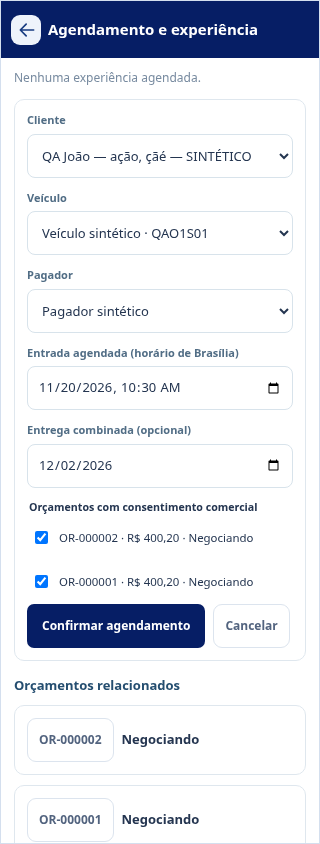 Agendamento e experiência
Nenhuma experiência agendada.
Cliente
QA João — ação, çãé — SINTÉTICO
Veículo
Veículo sintético · QAO1S01
Pagador
Pagador sintético
Entrada agendada (horário de Brasília)
11/20/2026, 10:30 AM
Entrega combinada (opcional)
12/02/2026
Orçamentos com consentimento comercial
OR-000002 · R$ 400,20 · Negociando
OR-000001 · R$ 400,20 · Negociando
Confirmar agendamento Cancelar
Orçamentos relacionados
OR-000002 Negociando
OR-000001 Negociando